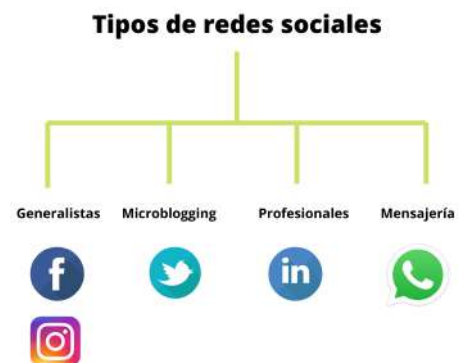 Tipos de redes sociales
Generalistas Microblogging Profesionales Mensajería
f in